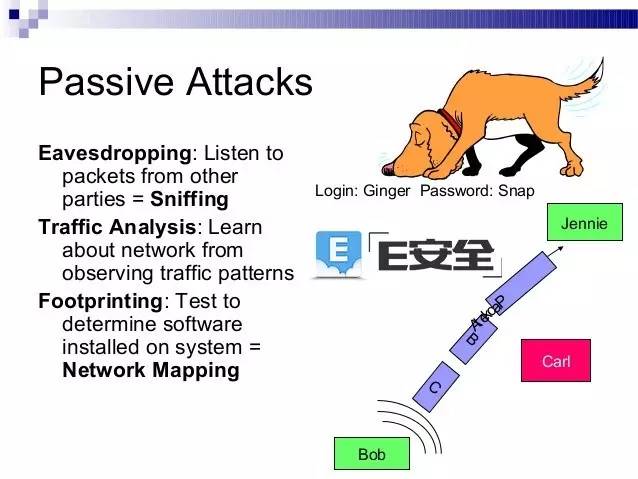 Passive Attacks
Eavesdropping: Listen to
packets from other
parties = Sniffing
Traffic Analysis: Learn
about network from
observing traffic patterns
Footprinting: Test to
determine software
installed on system =
Network Mapping
Login: Ginger Password: Snap
Jennie
E
E安全
Packet
A
B
C
Carl
Bob